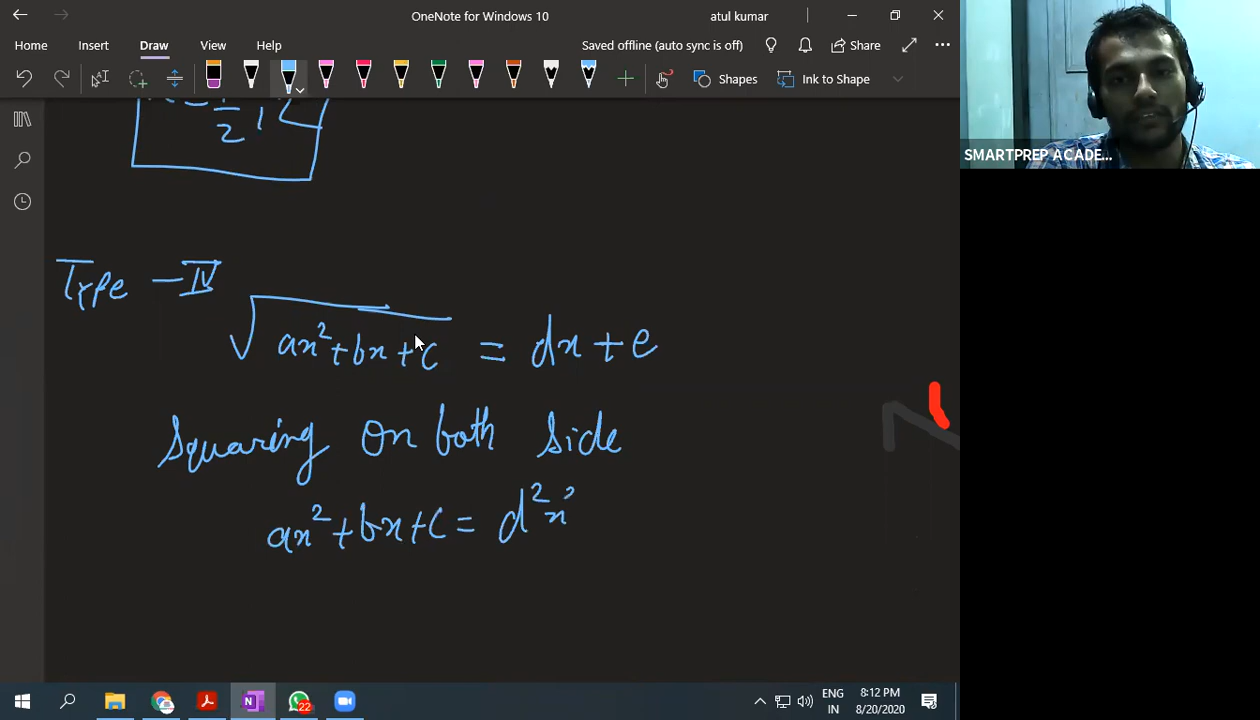 OneNote for Windows 10
atul kumar
Home Insert Draw View Help
Saved offline (auto sync is off)
Share
Shapes
Ink to Shape
SMARTPREP ACADE...
1/2,
Type - IV
√(ax²+bx+c) = dx+e
Squaring on both side
ax²+bx+c = d²x²
22
ENG
IN
8:12 PM
8/20/2020